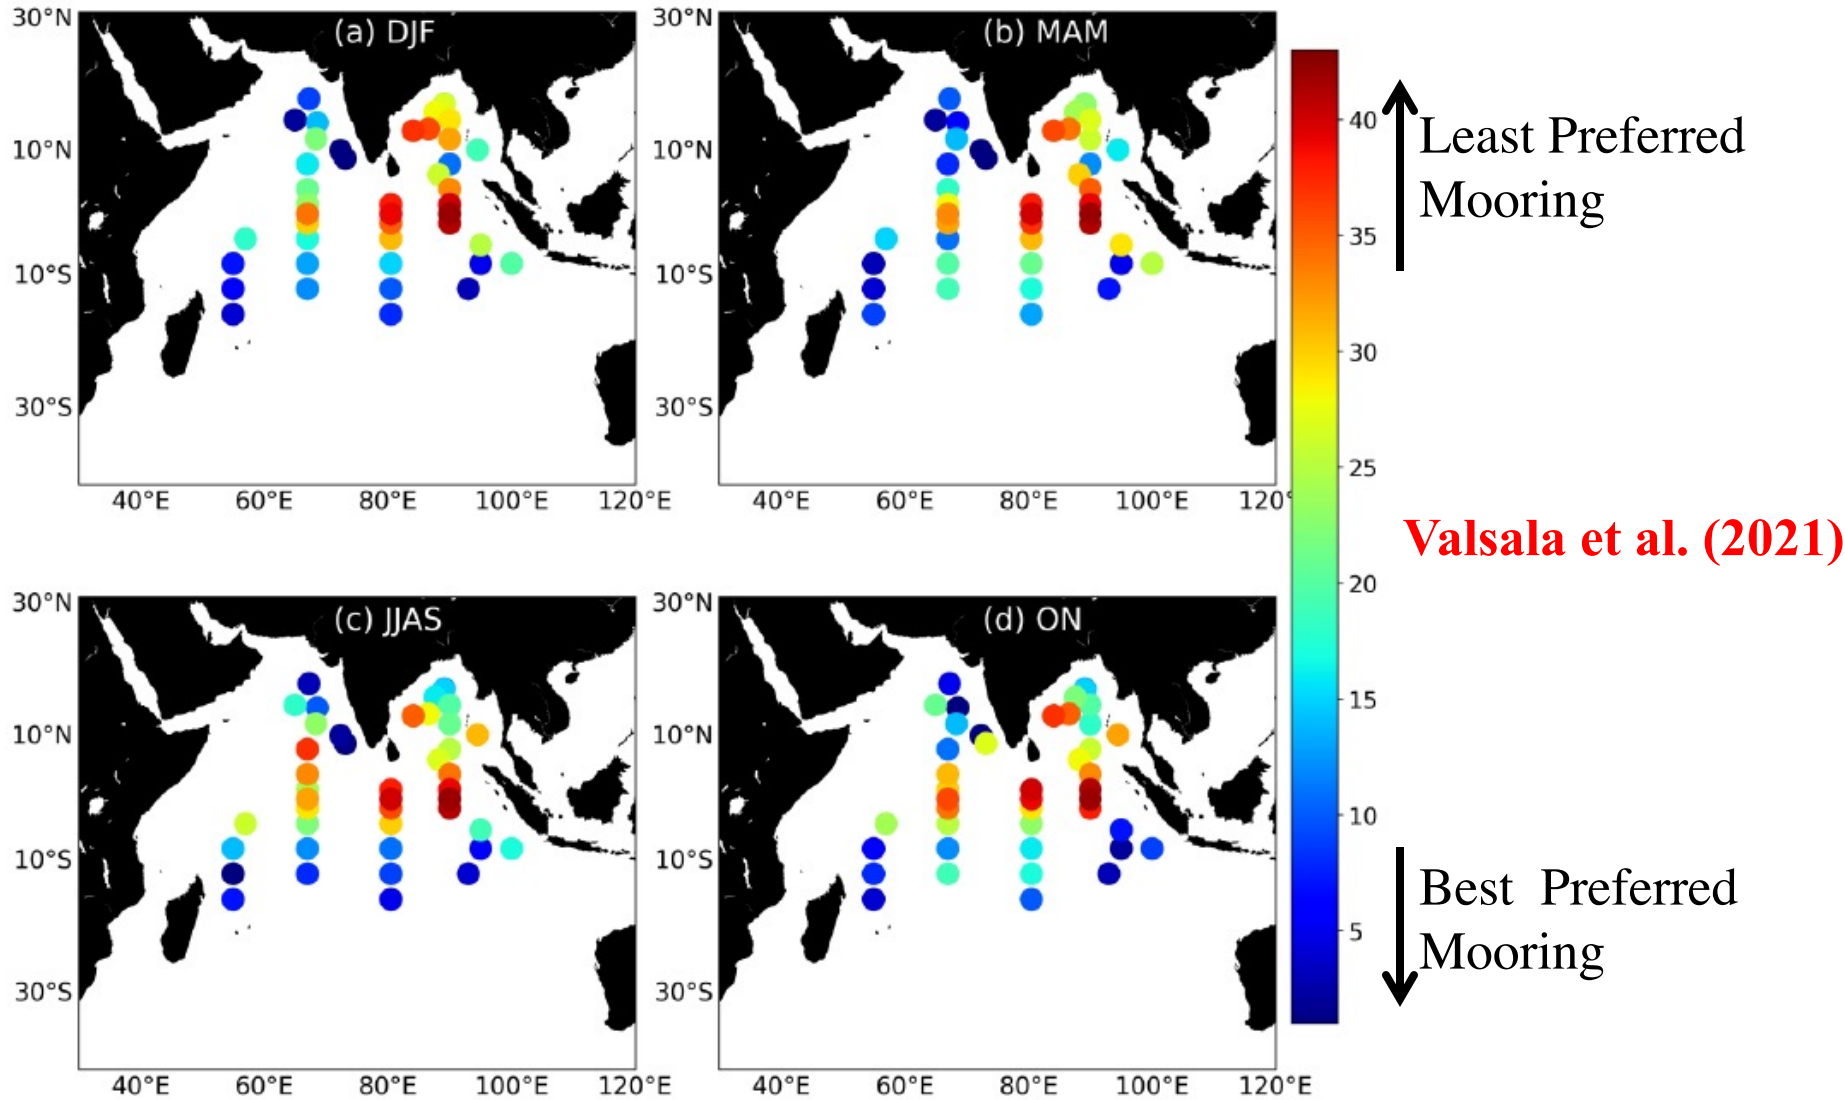 (a) DJF
30°N
10°N
10°S
30°S
40°E 60°E 80°E 100°E 120°E
(b) MAM
30°N
10°N
10°S
30°S
40°E 60°E 80°E 100°E 120°
(c) JJAS
30°N
10°N
10°S
30°S
40°E 60°E 80°E 100°E 120°E
(d) ON
30°N
10°N
10°S
30°S
40°E 60°E 80°E 100°E 120°E
40
35
30
25
20
15
10
5
Least Preferred
Mooring
Valsala et al. (2021)
Best Preferred
Mooring